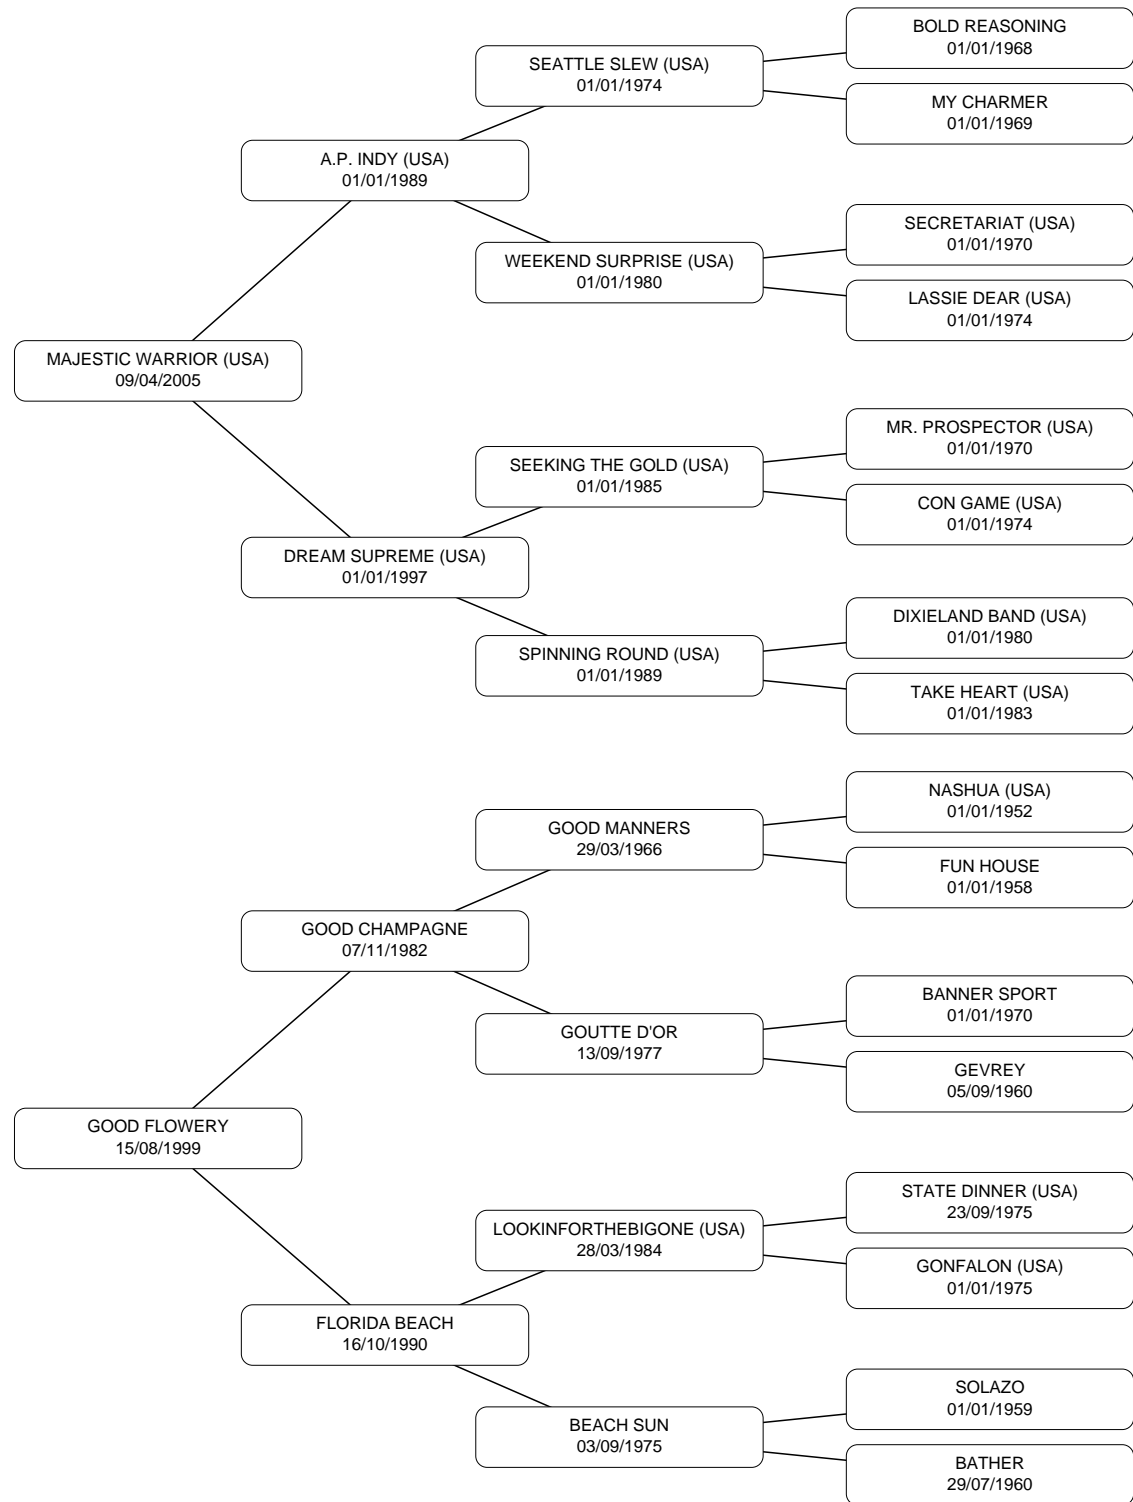 BOLD REASONING
01/01/1968
SEATTLE SLEW (USA)
01/01/1974
MY CHARMER
01/01/1969
A.P. INDY (USA)
01/01/1989
SECRETARIAT (USA)
01/01/1970
WEEKEND SURPRISE (USA)
01/01/1980
LASSIE DEAR (USA)
01/01/1974
MAJESTIC WARRIOR (USA)
09/04/2005
MR. PROSPECTOR (USA)
01/01/1970
SEEKING THE GOLD (USA)
01/01/1985
CON GAME (USA)
01/01/1974
DREAM SUPREME (USA)
01/01/1997
DIXIELAND BAND (USA)
01/01/1980
SPINNING ROUND (USA)
01/01/1989
TAKE HEART (USA)
01/01/1983
NASHUA (USA)
01/01/1952
GOOD MANNERS
29/03/1966
FUN HOUSE
01/01/1958
GOOD CHAMPAGNE
07/11/1982
BANNER SPORT
01/01/1970
GOUTTE D'OR
13/09/1977
GEVREY
05/09/1960
GOOD FLOWERY
15/08/1999
STATE DINNER (USA)
23/09/1975
LOOKINFORTHEBIGONE (USA)
28/03/1984
GONFALON (USA)
01/01/1975
FLORIDA BEACH
16/10/1990
SOLAZO
01/01/1959
BEACH SUN
03/09/1975
BATHER
29/07/1960